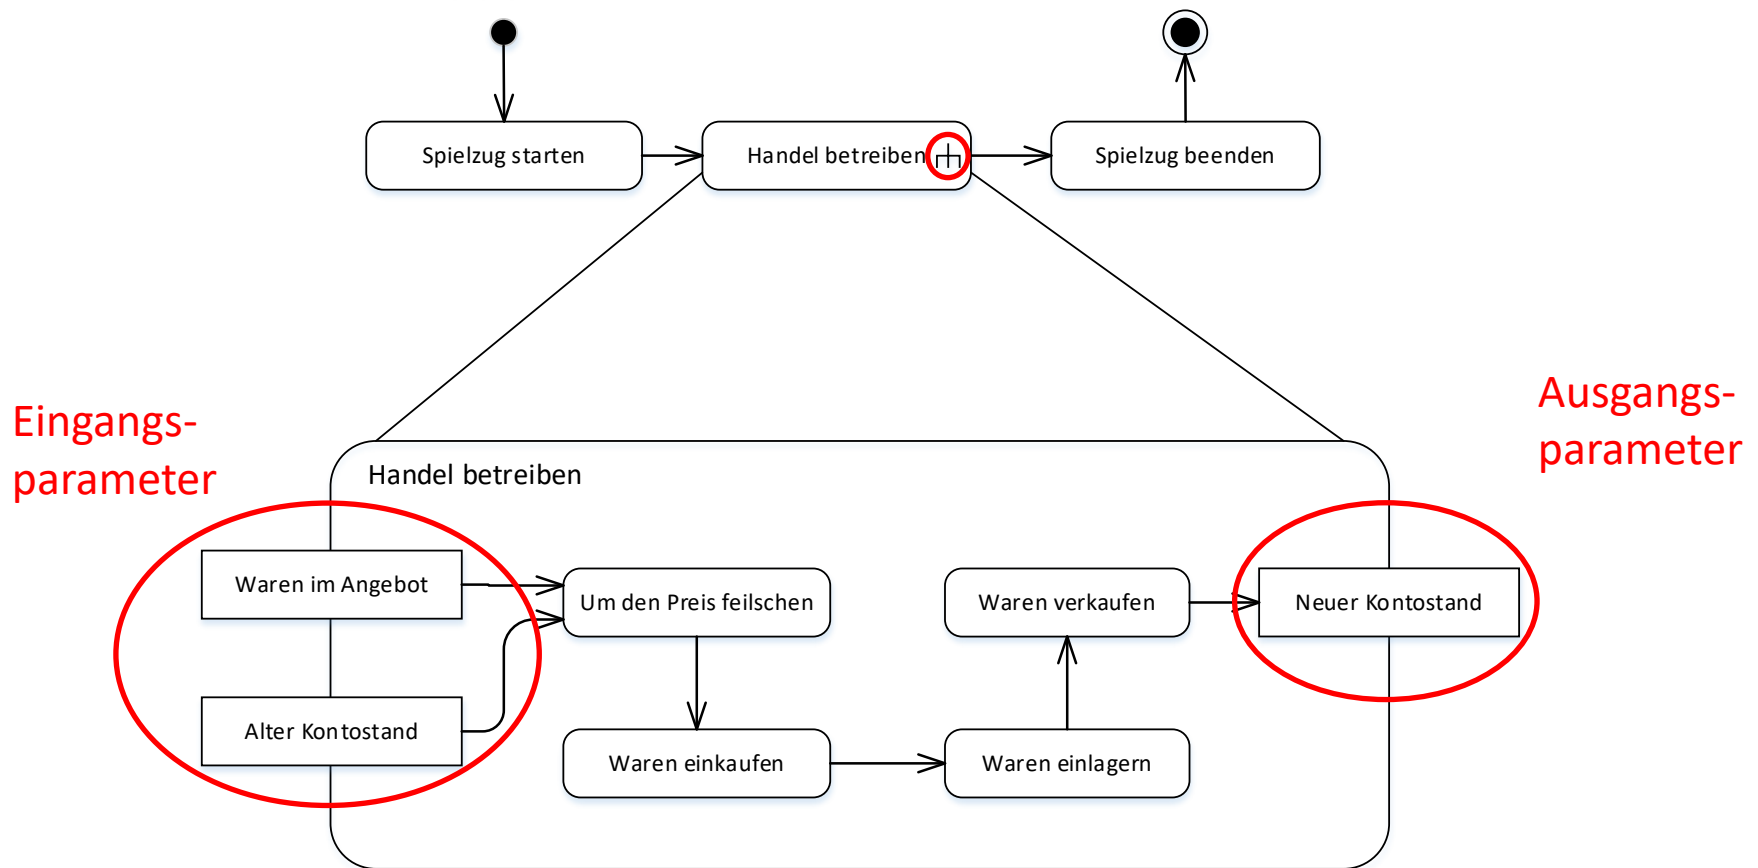 Spielzug starten
Handel betreiben
Spielzug beenden
Eingangs-
parameter
Ausgangs-
parameter
Handel betreiben
Waren im Angebot
Um den Preis feilschen
Waren verkaufen
Neuer Kontostand
Alter Kontostand
Waren einkaufen
Waren einlagern